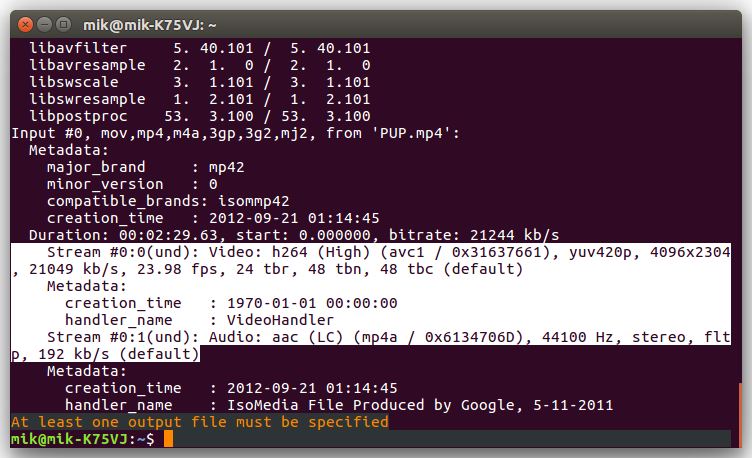 mik@mik-K75VJ: ~
libavfilter     5. 40.101 /  5. 40.101
libavresample   2.  1.  0 /  2.  1.  0
libswscale      3.  1.101 /  3.  1.101
libswresample   1.  2.101 /  1.  2.101
libpostproc    53.  3.100 / 53.  3.100
Input #0, mov,mp4,m4a,3gp,3g2,mj2, from 'PUP.mp4':
  Metadata:
    major_brand     : mp42
    minor_version   : 0
    compatible_brands: isommp42
    creation_time   : 2012-09-21 01:14:45
  Duration: 00:02:29.63, start: 0.000000, bitrate: 21244 kb/s
    Stream #0:0(und): Video: h264 (High) (avc1 / 0x31637661), yuv420p, 4096x2304
, 21049 kb/s, 23.98 fps, 24 tbr, 48 tbn, 48 tbc (default)
    Metadata:
      creation_time   : 1970-01-01 00:00:00
      handler_name    : VideoHandler
    Stream #0:1(und): Audio: aac (LC) (mp4a / 0x6134706D), 44100 Hz, stereo, flt
p, 192 kb/s (default)
    Metadata:
      creation_time   : 2012-09-21 01:14:45
      handler_name    : IsoMedia File Produced by Google, 5-11-2011
At least one output file must be specified
mik@mik-K75VJ:~$